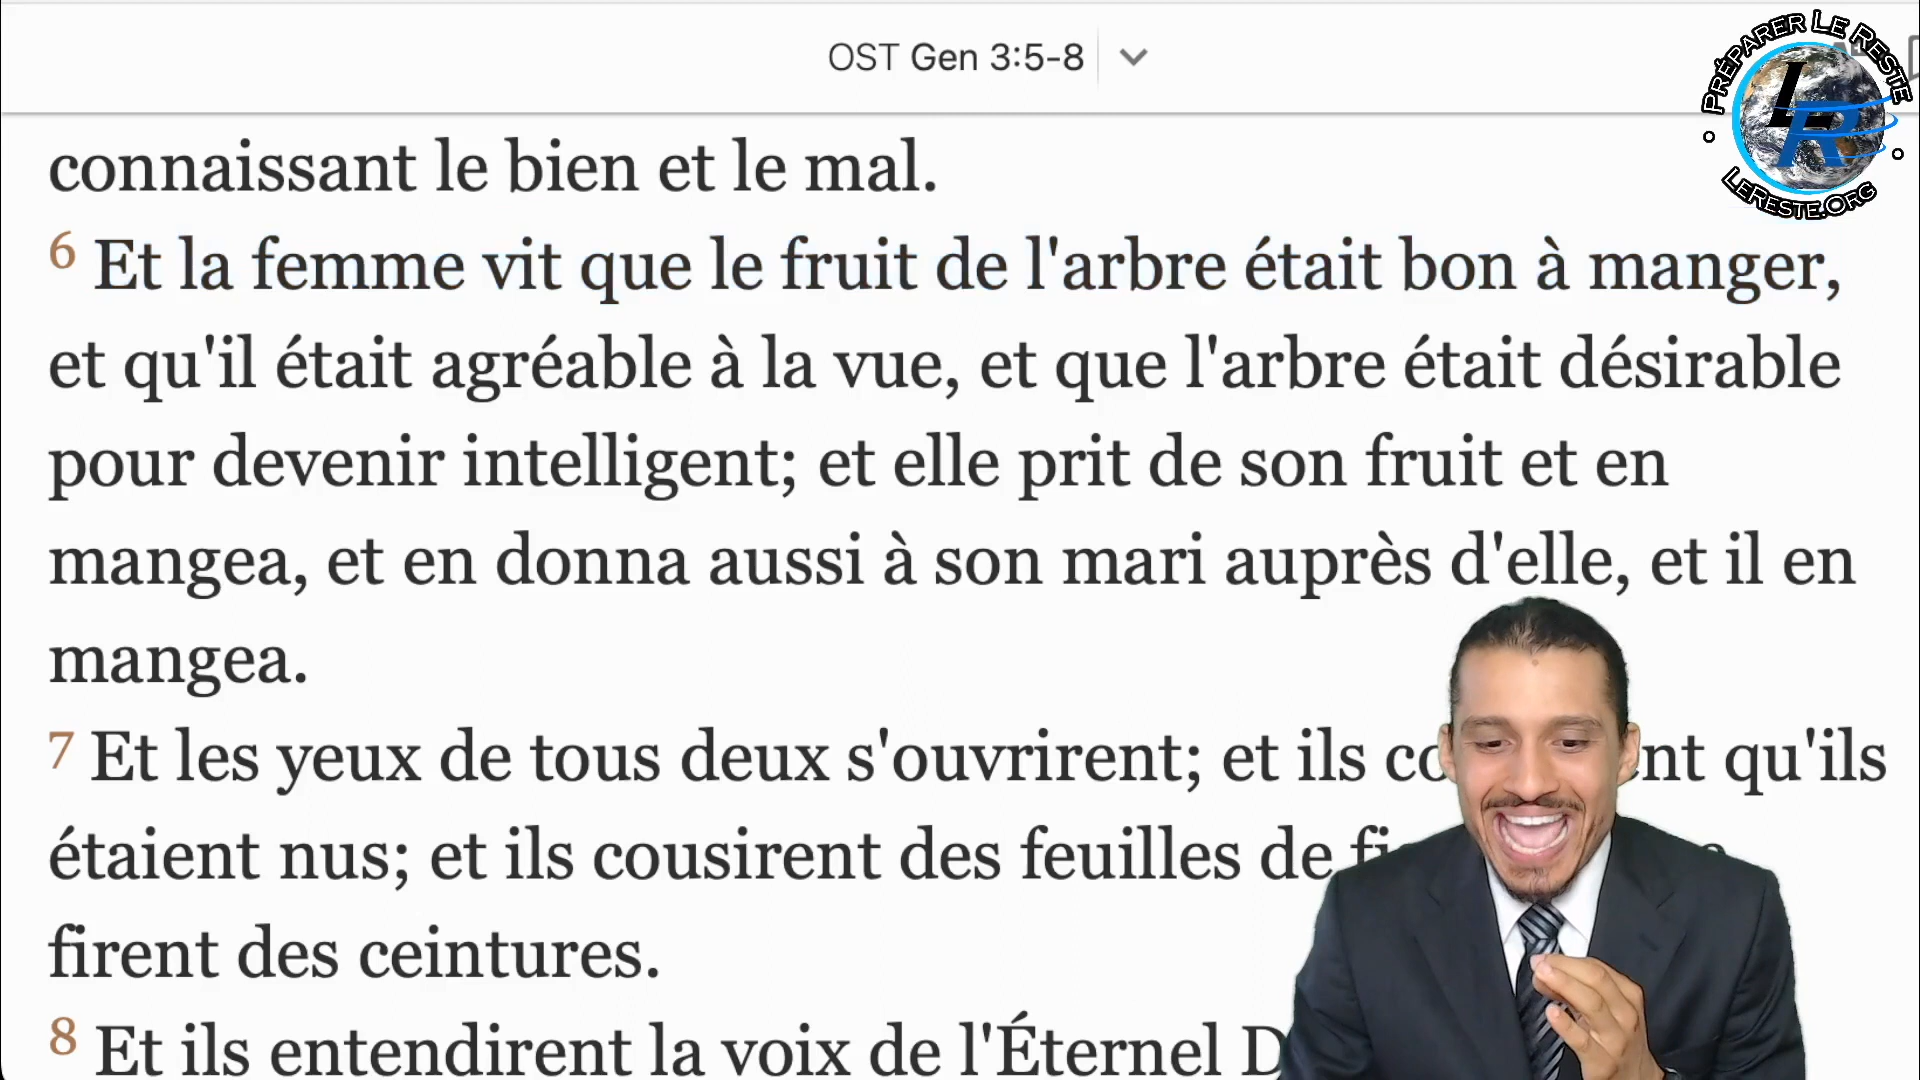 OST Gen 3:5-8
PRÉPARER LE RESTE
LR
LERESTE.ORG
connaissant le bien et le mal.
6 Et la femme vit que le fruit de l'arbre était bon à manger,
et qu'il était agréable à la vue, et que l'arbre était désirable
pour devenir intelligent; et elle prit de son fruit et en
mangea, et en donna aussi à son mari auprès d'elle, et il en
mangea.
7 Et les yeux de tous deux s'ouvrirent; et ils qu'ils
étaient nus; et ils cousirent des feuilles de
firent des ceintures.
8 Et ils entendirent la voix de l'Éternel